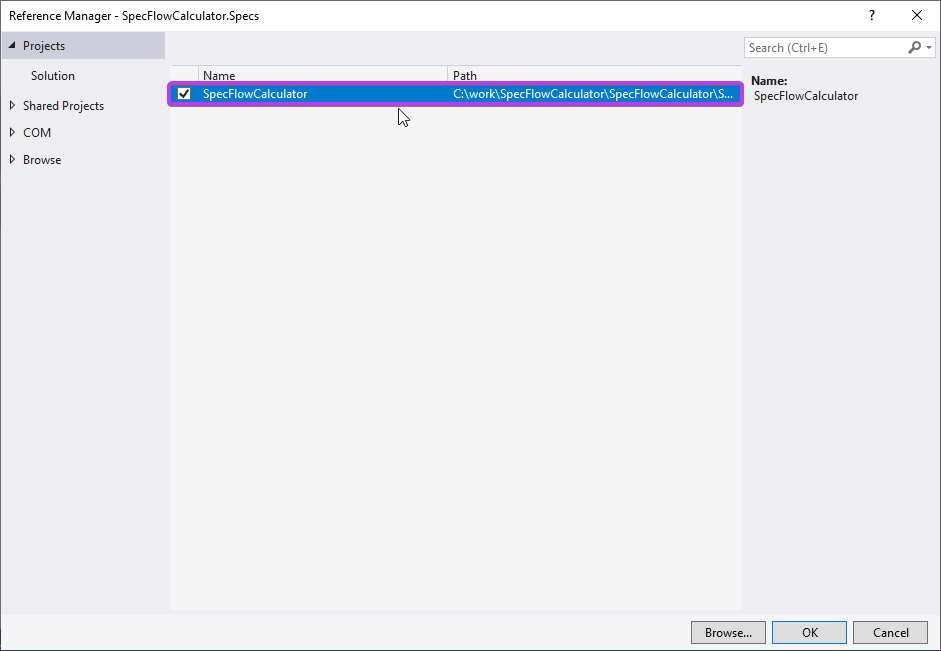 Reference Manager - SpecFlowCalculator.Specs
?
Projects
Solution
Shared Projects
COM
Browse
Name Path
SpecFlowCalculator C:\work\SpecFlowCalculator\SpecFlowCalculator\S...
Search (Ctrl+E)
Name:
SpecFlowCalculator
Browse... OK Cancel